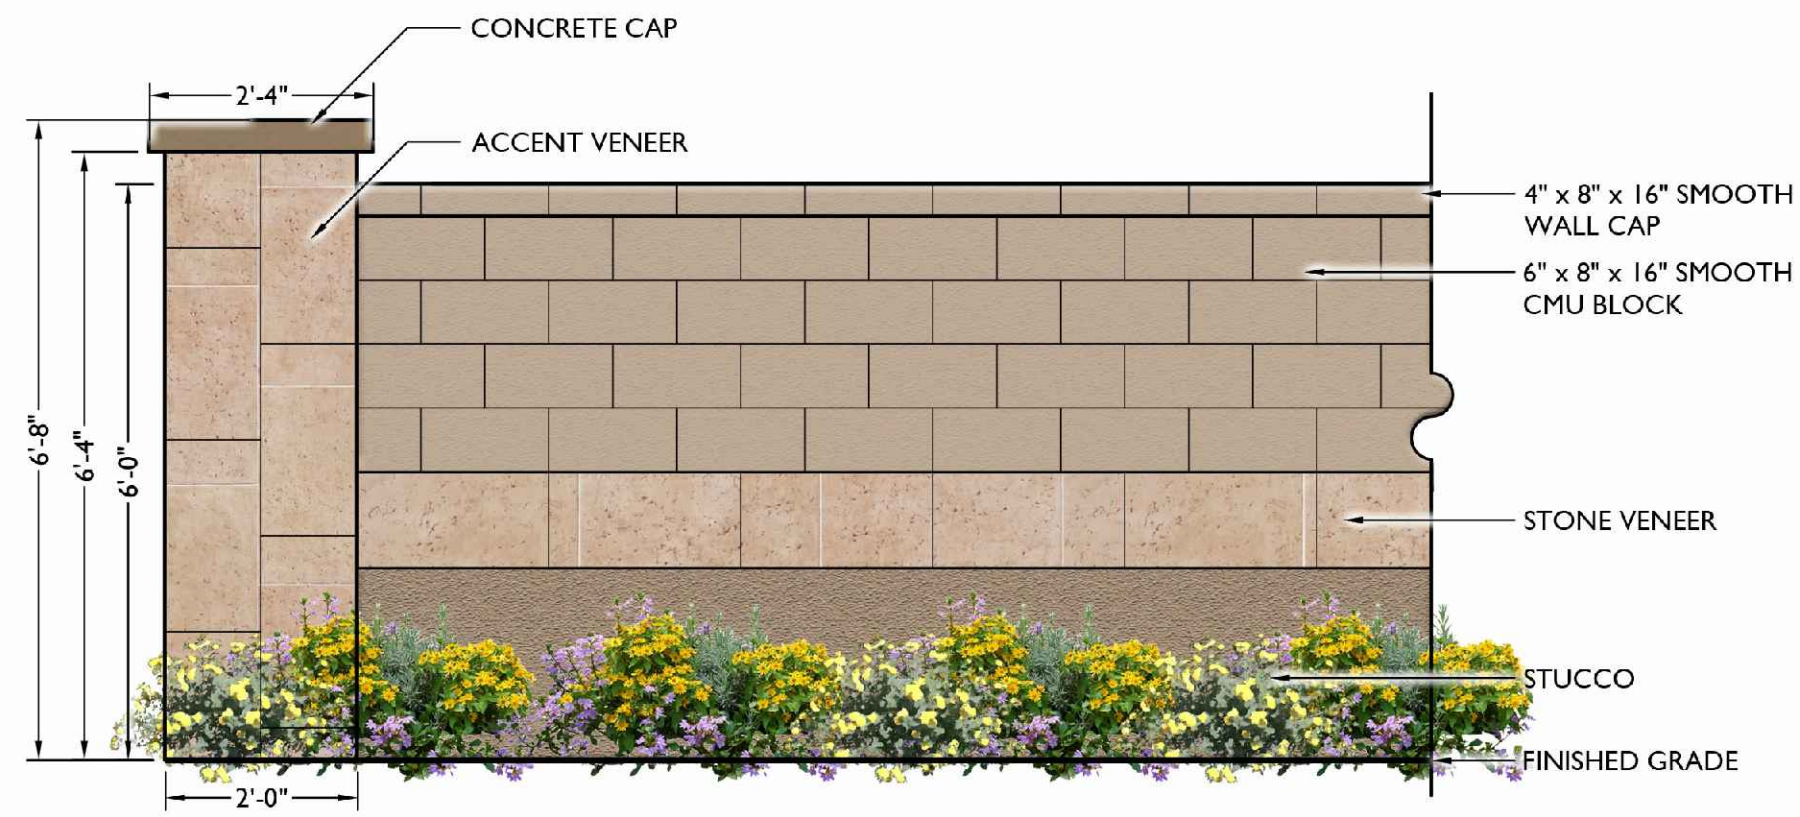 CONCRETE CAP
2'-4"
ACCENT VENEER
4" x 8" x 16" SMOOTH
WALL CAP
6" x 8" x 16" SMOOTH
CMU BLOCK
6'-8"
6'-4"
6'-0"
STONE VENEER
STUCCO
FINISHED GRADE
2'-0"